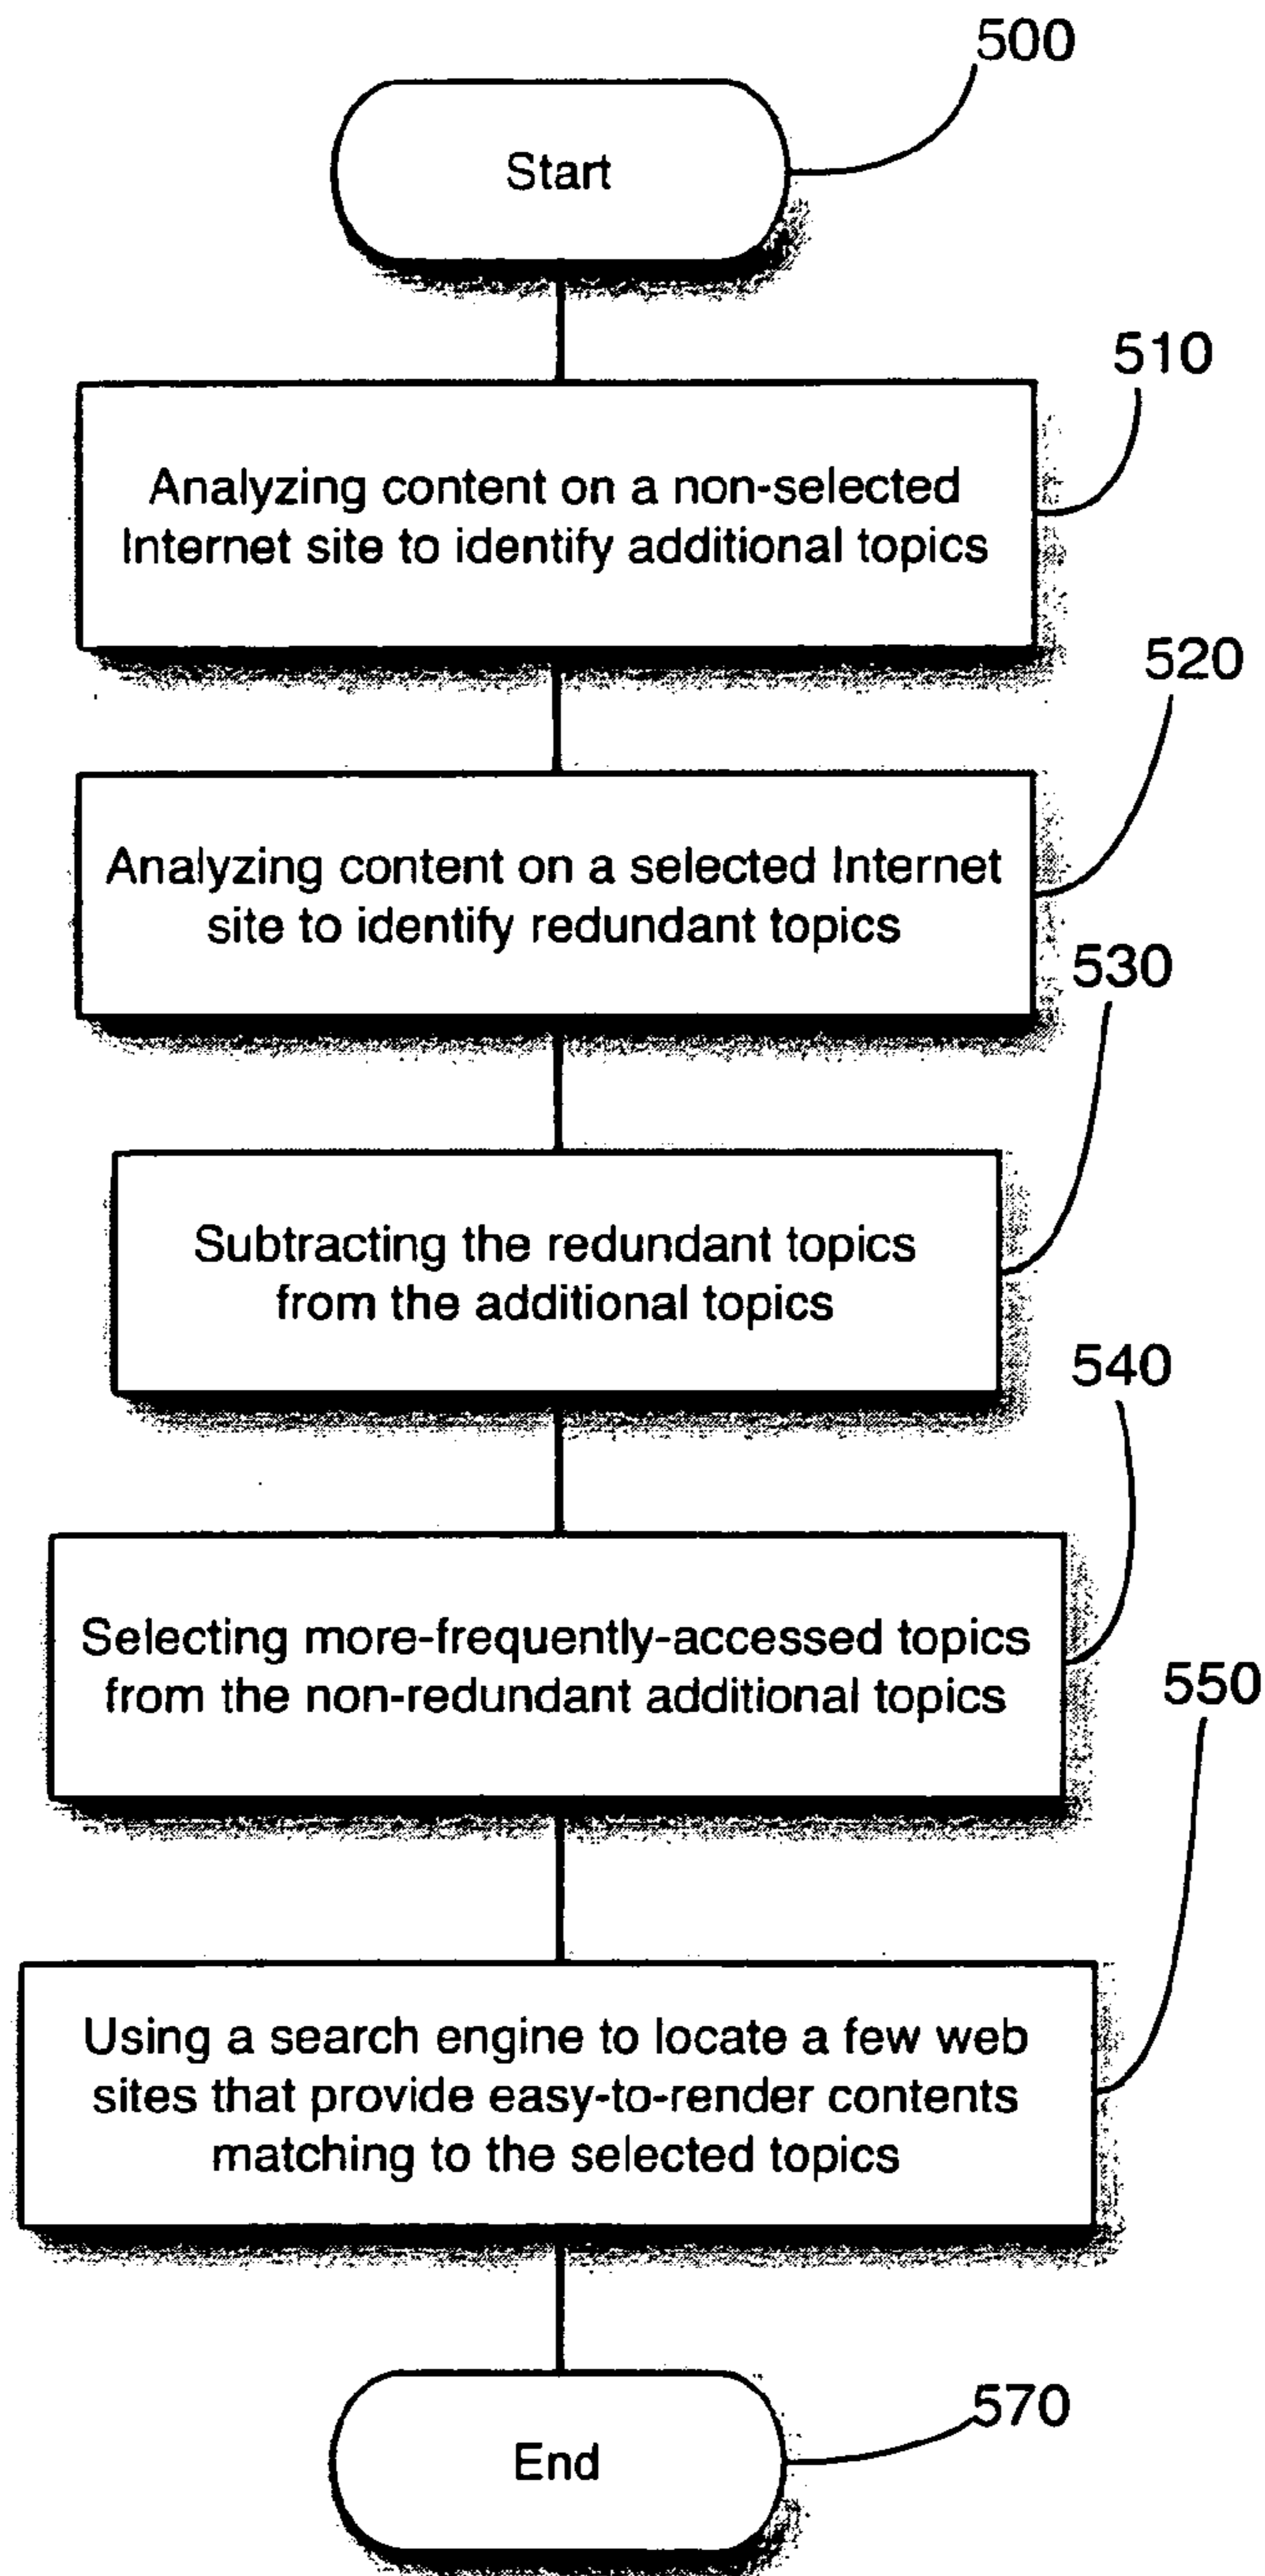 500
Start
510
Analyzing content on a non-selected
Internet site to identify additional topics
520
Analyzing content on a selected Internet
site to identify redundant topics
530
Subtracting the redundant topics
from the additional topics
540
Selecting more-frequently-accessed topics
from the non-redundant additional topics
550
Using a search engine to locate a few web
sites that provide easy-to-render contents
matching to the selected topics
570
End